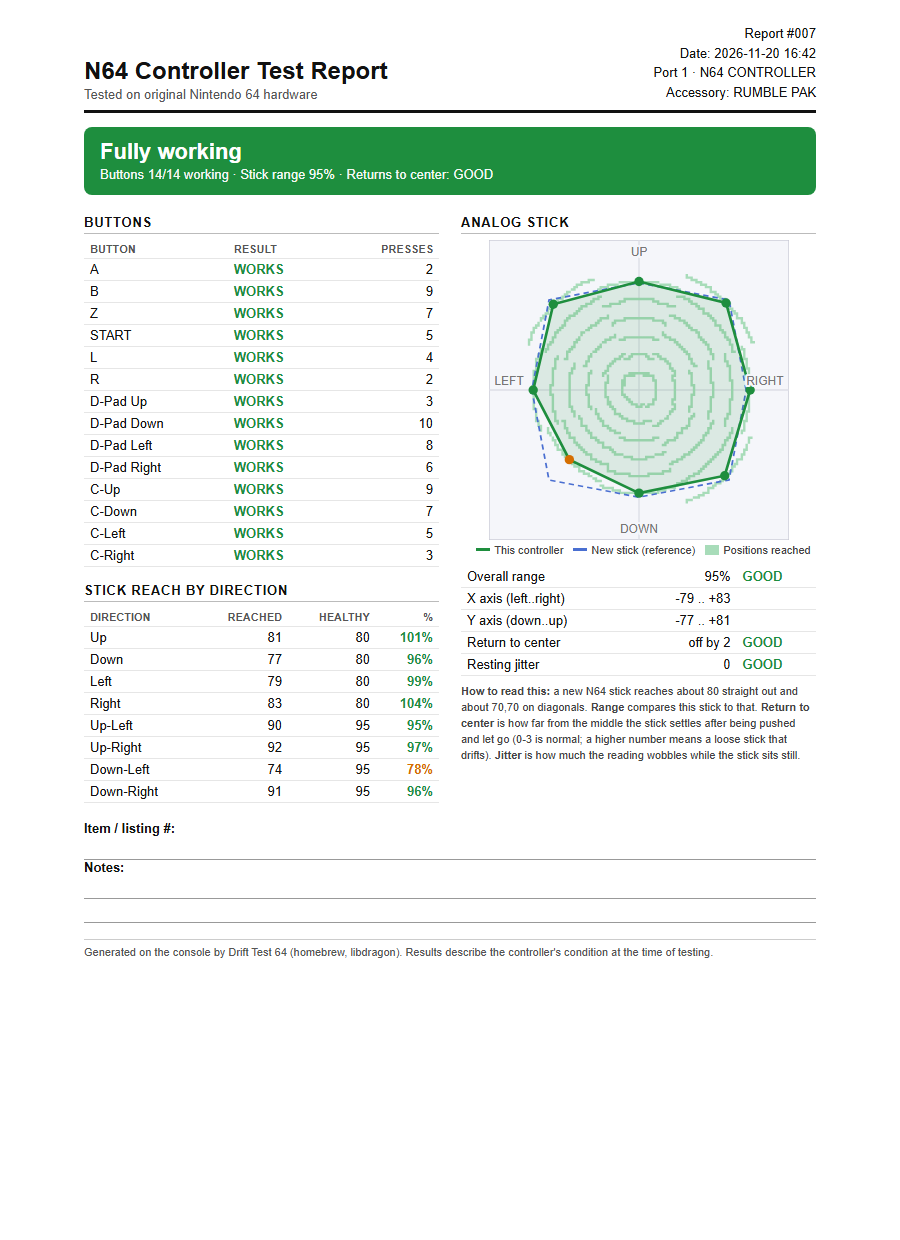 N64 Controller Test Report
Tested on original Nintendo 64 hardware
Report #007
Date: 2026-11-20 16:42
Port 1 · N64 CONTROLLER
Accessory: RUMBLE PAK
Fully working
Buttons 14/14 working · Stick range 95% · Returns to center: GOOD
BUTTONS
BUTTON RESULT PRESSES
A WORKS 2
B WORKS 9
Z WORKS 7
START WORKS 5
L WORKS 4
R WORKS 2
D-Pad Up WORKS 3
D-Pad Down WORKS 10
D-Pad Left WORKS 8
D-Pad Right WORKS 6
C-Up WORKS 9
C-Down WORKS 7
C-Left WORKS 5
C-Right WORKS 3
STICK REACH BY DIRECTION
DIRECTION REACHED HEALTHY %
Up 81 80 101%
Down 77 80 96%
Left 79 80 99%
Right 83 80 104%
Up-Left 90 95 95%
Up-Right 92 95 97%
Down-Left 74 95 78%
Down-Right 91 95 96%
ANALOG STICK
UP
LEFT RIGHT
DOWN
This controller New stick (reference) Positions reached
Overall range 95% GOOD
X axis (left..right) -79 .. +83
Y axis (down..up) -77 .. +81
Return to center off by 2 GOOD
Resting jitter 0 GOOD
How to read this: a new N64 stick reaches about 80 straight out and
about 70,70 on diagonals. Range compares this stick to that. Return to
center is how far from the middle the stick settles after being pushed
and let go (0-3 is normal; a higher number means a loose stick that
drifts). Jitter is how much the reading wobbles while the stick sits still.
Item / listing #:
Notes:
Generated on the console by Drift Test 64 (homebrew, libdragon). Results describe the controller's condition at the time of testing.